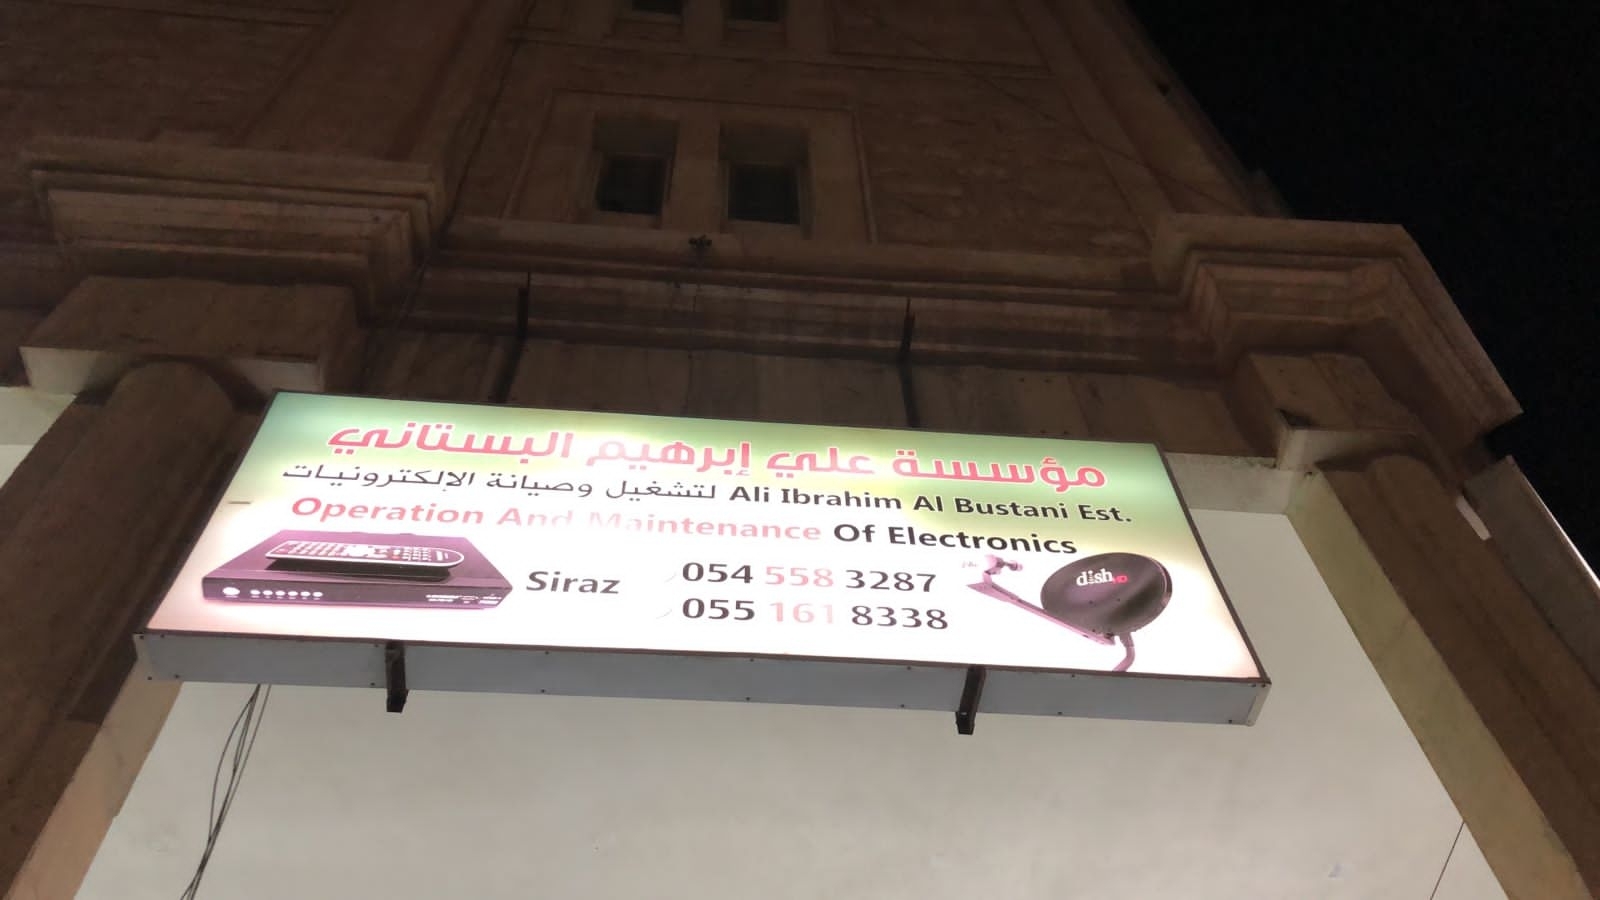 مؤسسة علي إبرهيم البستاني
لتشغيل وصيانة الإلكترونيات Ali Ibrahim Al Bustani Est.
Operation And Maintenance Of Electronics
Siraz
054 558 3287
055 161 8338
dish HD